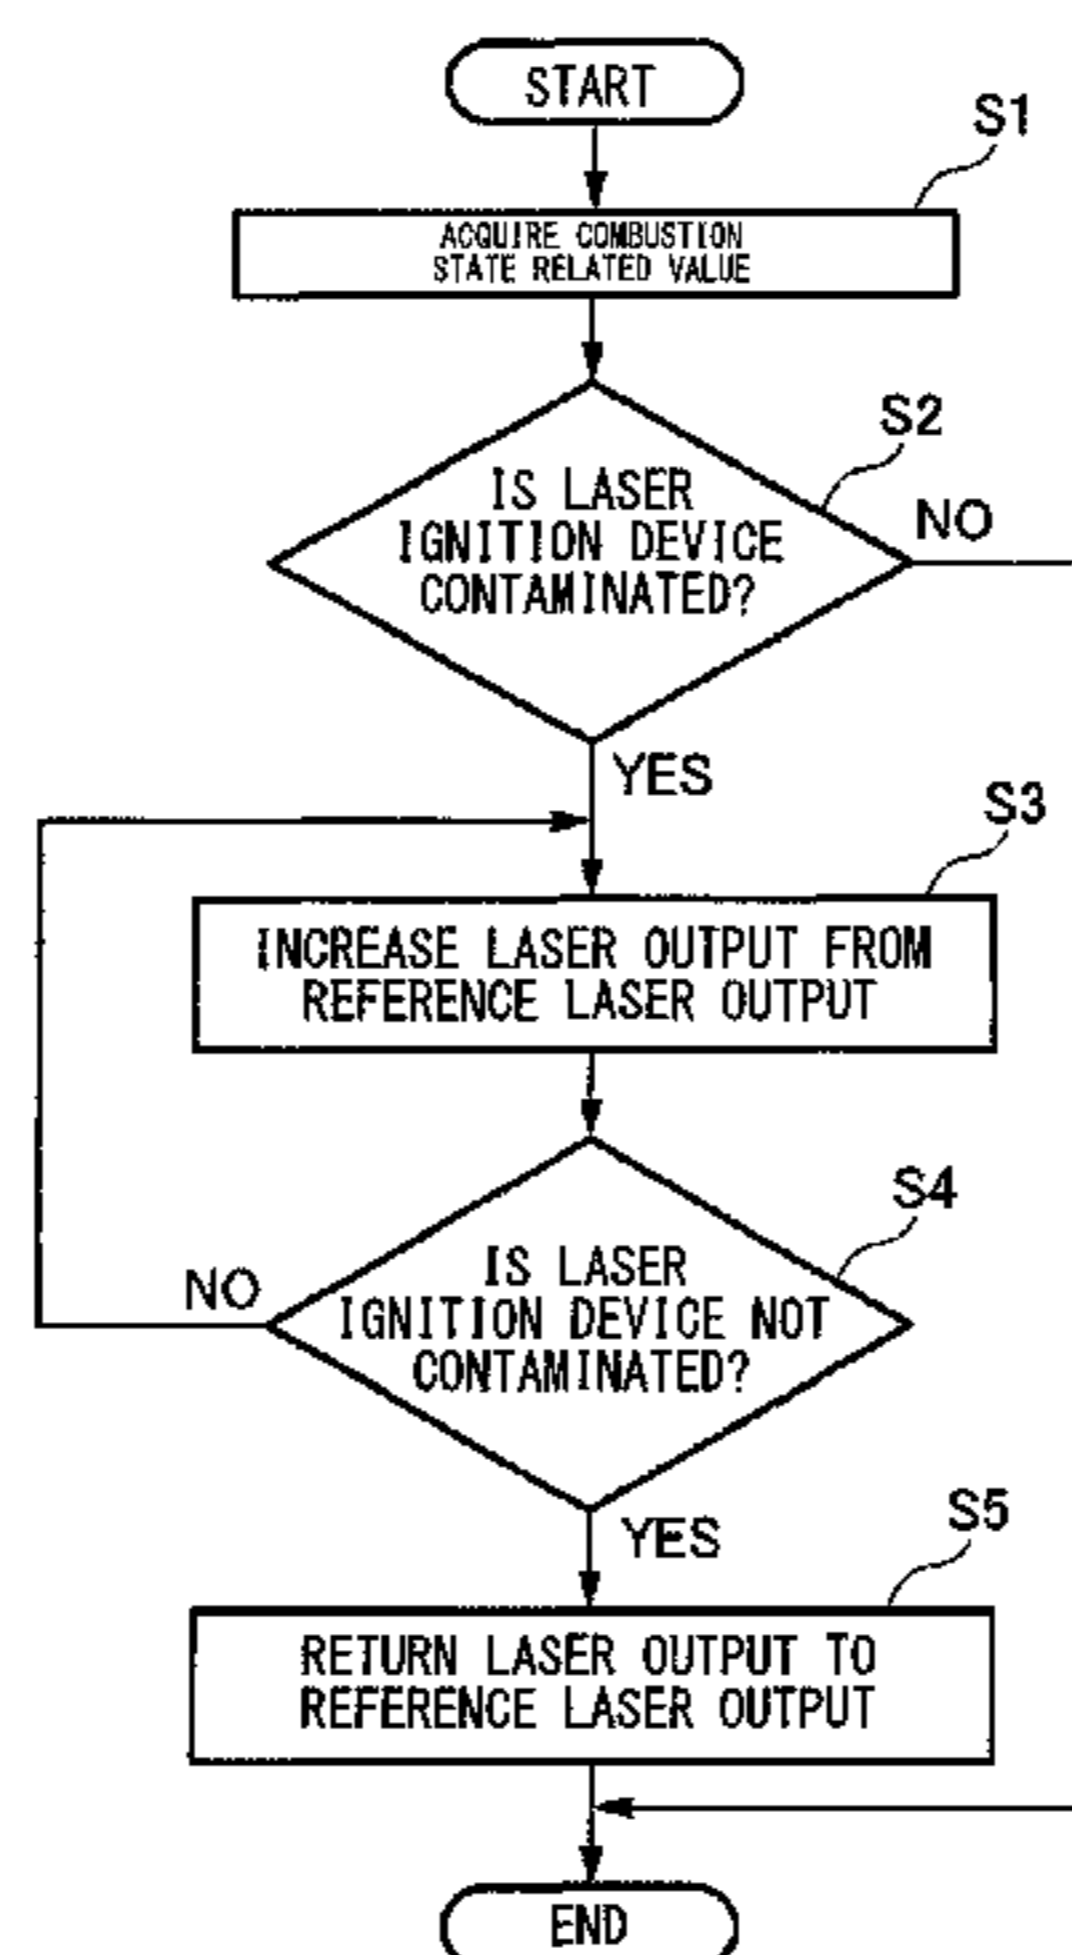 START
S1
ACQUIRE COMBUSTION
STATE RELATED VALUE
S2
IS LASER
IGNITION DEVICE
CONTAMINATED?
NO
YES
S3
INCREASE LASER OUTPUT FROM
REFERENCE LASER OUTPUT
S4
IS LASER
IGNITION DEVICE NOT
CONTAMINATED?
NO
YES
S5
RETURN LASER OUTPUT TO
REFERENCE LASER OUTPUT
END